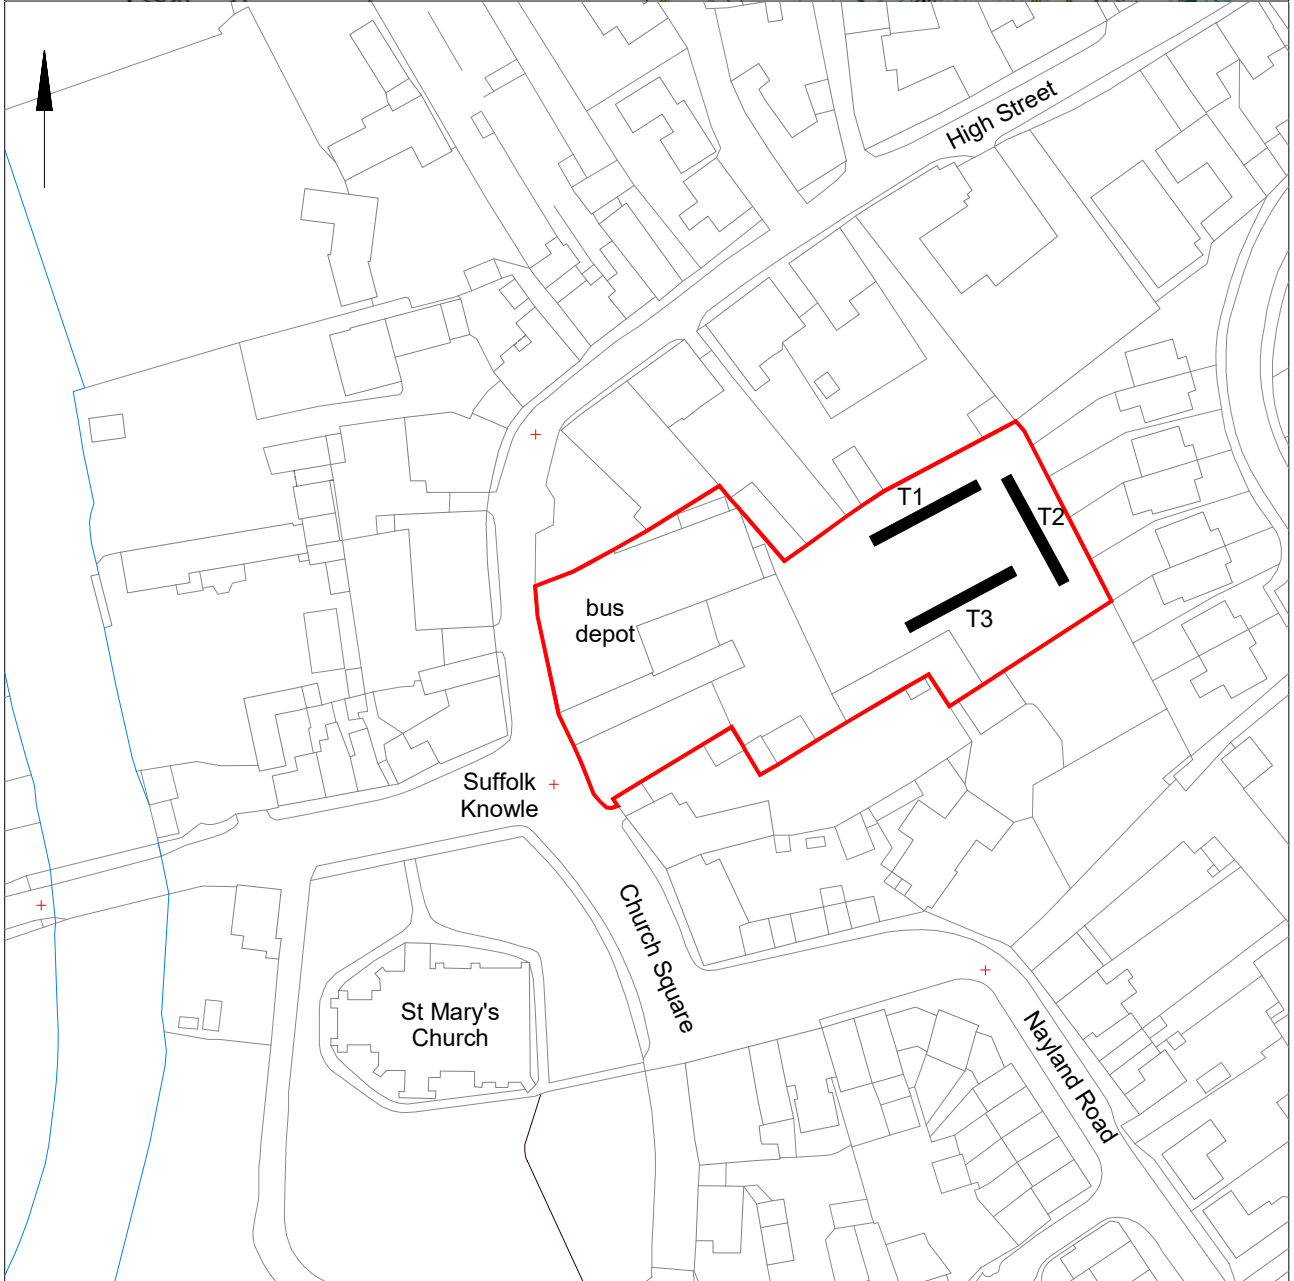 High Street
T1
T2
bus
depot
T3
Suffolk
Knowle
Church Square
St Mary's
Church
Nayland Road